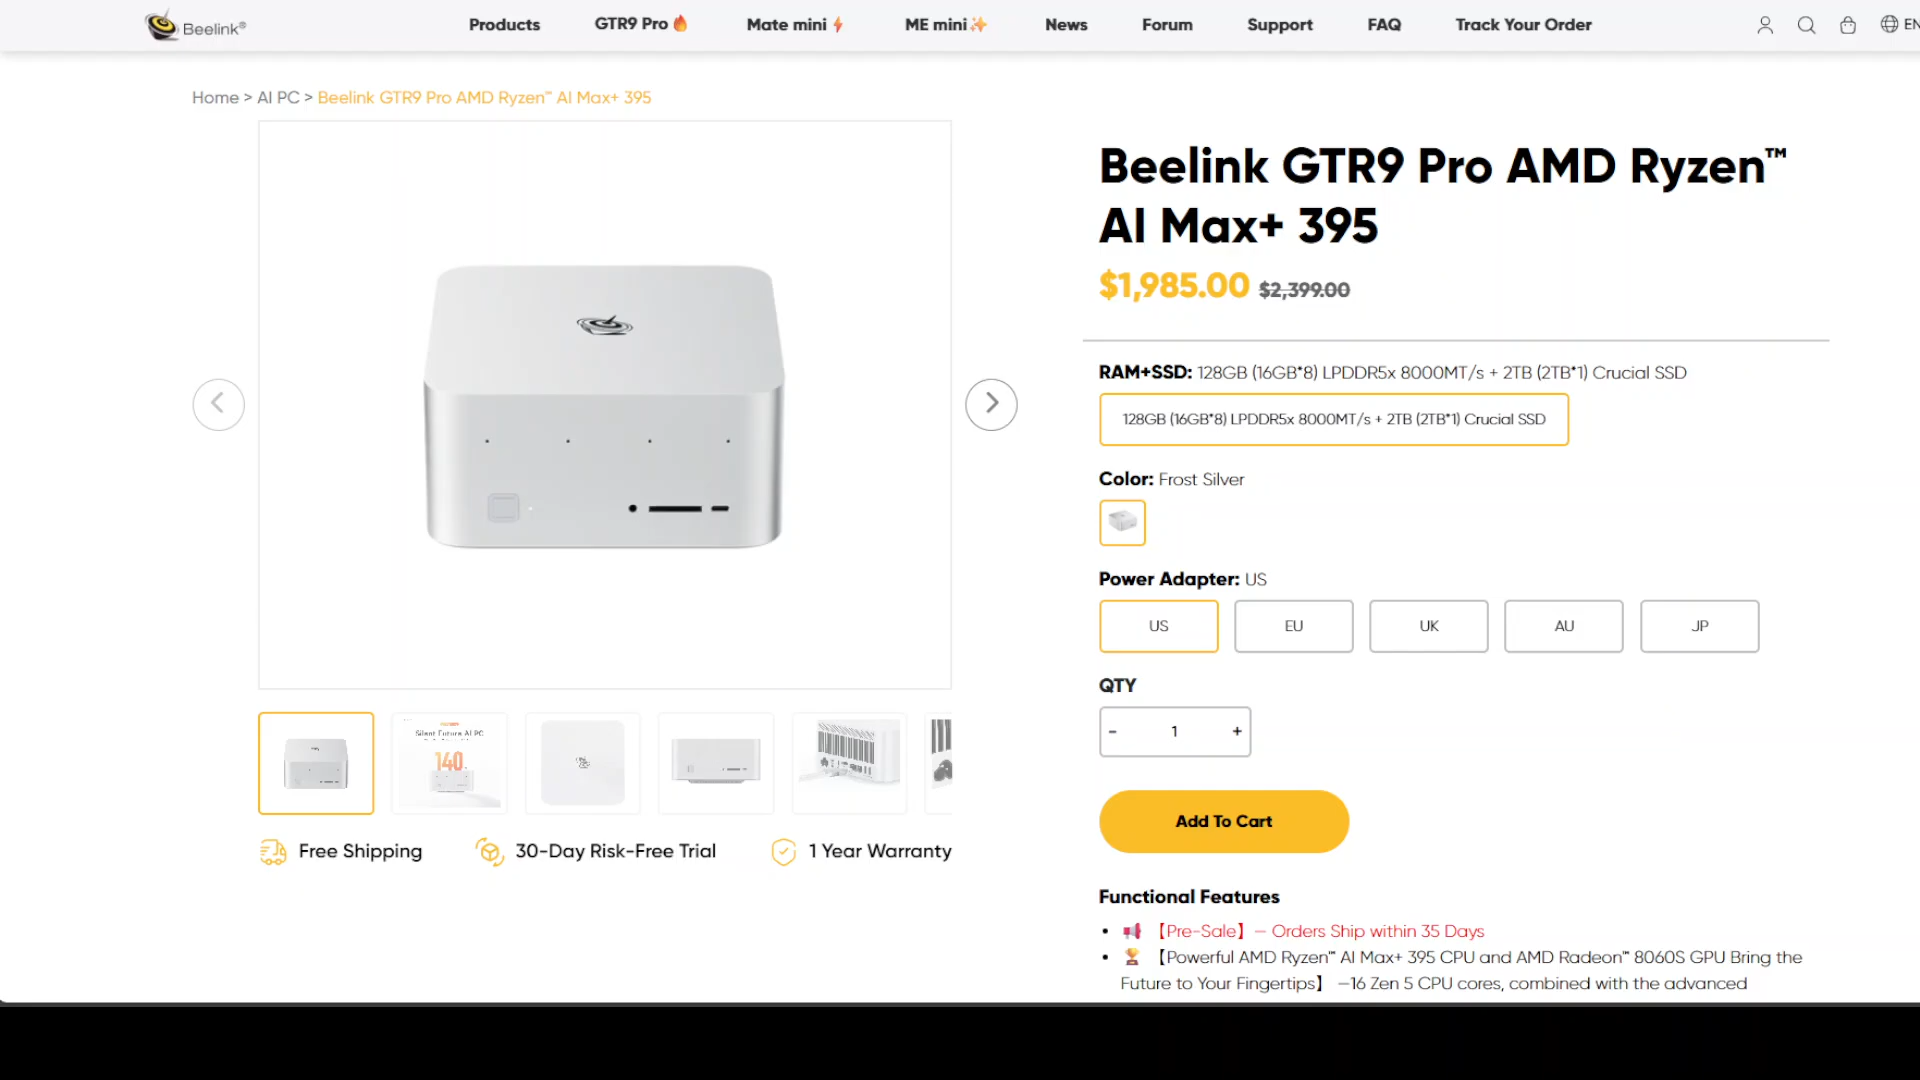 Beelink®
Products
GTR9 Pro🔥
Mate mini⚡
ME mini✨
News
Forum
Support
FAQ
Track Your Order
EN
Home > AI PC > Beelink GTR9 Pro AMD Ryzen™ AI Max+ 395
Beelink GTR9 Pro AMD Ryzen™
AI Max+ 395
$1,985.00 $2,399.00
RAM+SSD: 128GB (16GB*8) LPDDR5x 8000MT/s + 2TB (2TB*1) Crucial SSD
128GB (16GB*8) LPDDR5x 8000MT/s + 2TB (2TB*1) Crucial SSD
Color: Frost Silver
Power Adapter: US
US
EU
UK
AU
JP
QTY
- 1 +
Add To Cart
Silent Future AI PC
140
Free Shipping
30-Day Risk-Free Trial
1 Year Warranty
Functional Features
• 📢 【Pre-Sale】— Orders Ship within 35 Days
• 🏆 【Powerful AMD Ryzen™ AI Max+ 395 CPU and AMD Radeon™ 8060S GPU Bring the
Future to Your Fingertips】 —16 Zen 5 CPU cores, combined with the advanced